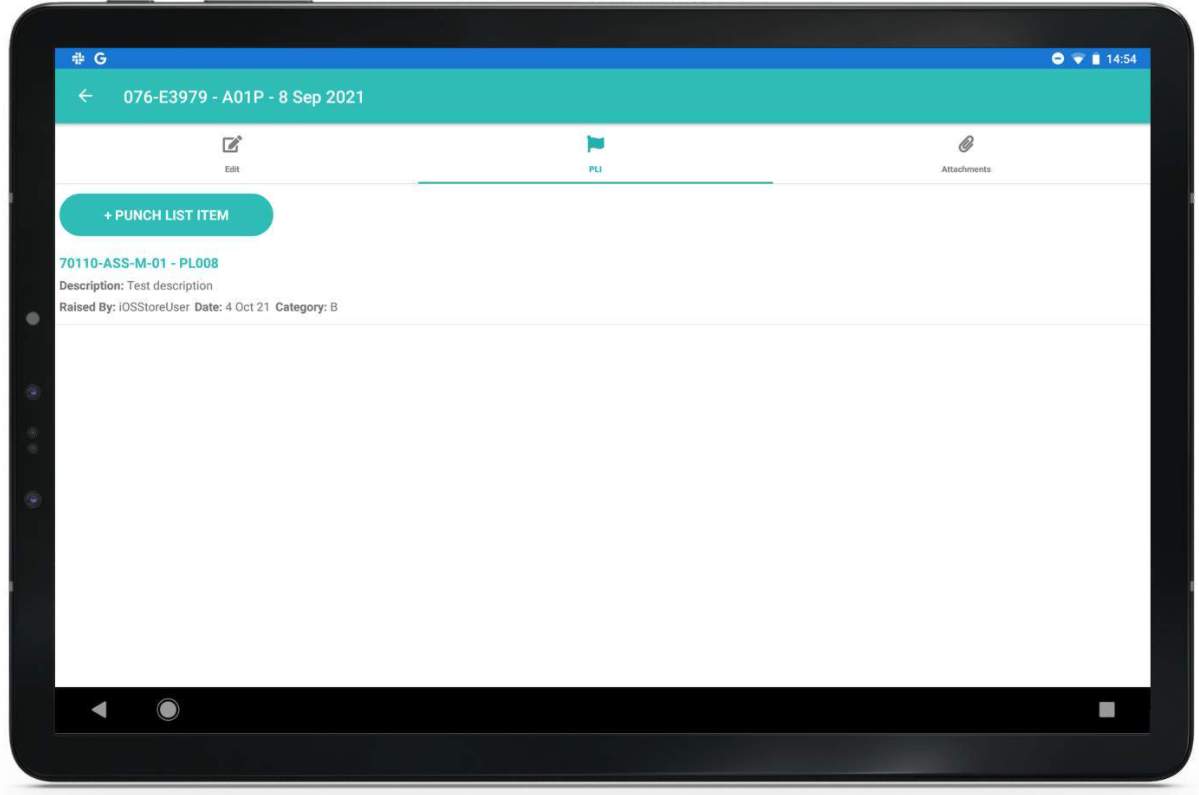 G 14:54
076-E3979 - A01P - 8 Sep 2021
Edit PLI Attachments
+ PUNCH LIST ITEM
70110-ASS-M-01 - PL008
Description: Test description
Raised By: iOSStoreUser Date: 4 Oct 21 Category: B